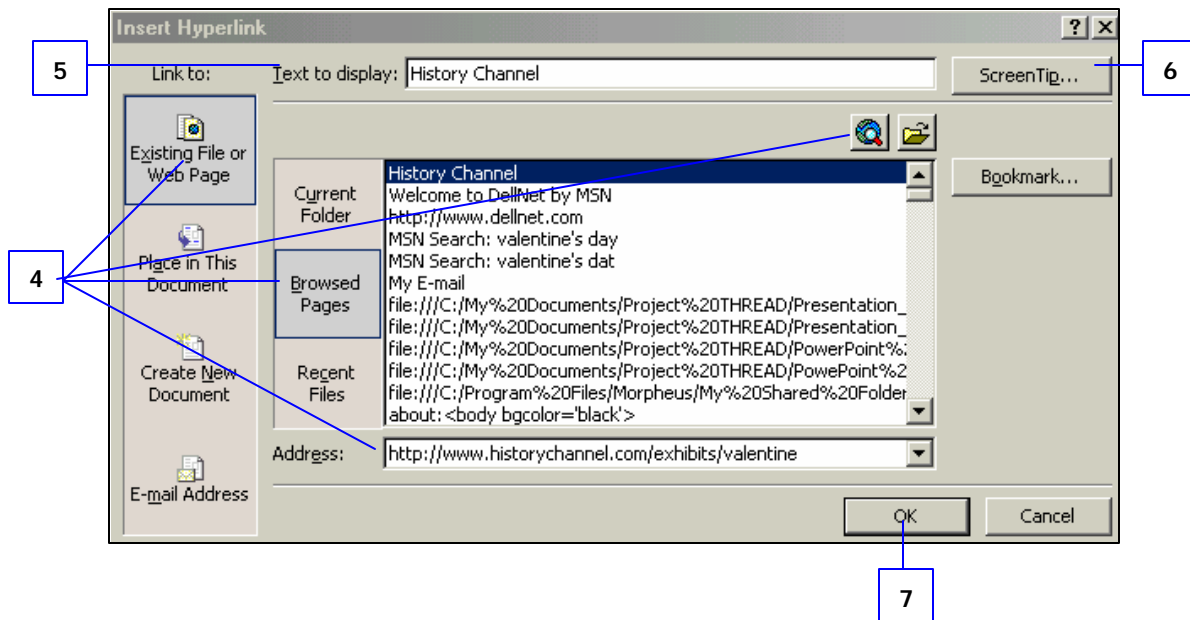 Insert Hyperlink
5
Link to:
Text to display:
History Channel
ScreenTip...
6
Existing File or
Web Page
Current
Folder
History Channel
Welcome to DellNet by MSN
http://www.dellnet.com
MSN Search: valentine's day
MSN Search: valentine's dat
My E-mail
file:///C:/My%20Documents/Project%20THREAD/Presentation_
file:///C:/My%20Documents/Project%20THREAD/Presentation_
file:///C:/My%20Documents/Project%20THREAD/PowerPoint%2
file:///C:/My%20Documents/Project%20THREAD/PowePoint%2
file:///C:/Program%20Files/Morpheus/My%20Shared%20Folder
about:<body bgcolor='black'>
Bookmark...
4
Place in This
Document
Browsed
Pages
Create New
Document
Recent
Files
Address:
http://www.historychannel.com/exhibits/valentine
E-mail Address
OK
Cancel
7